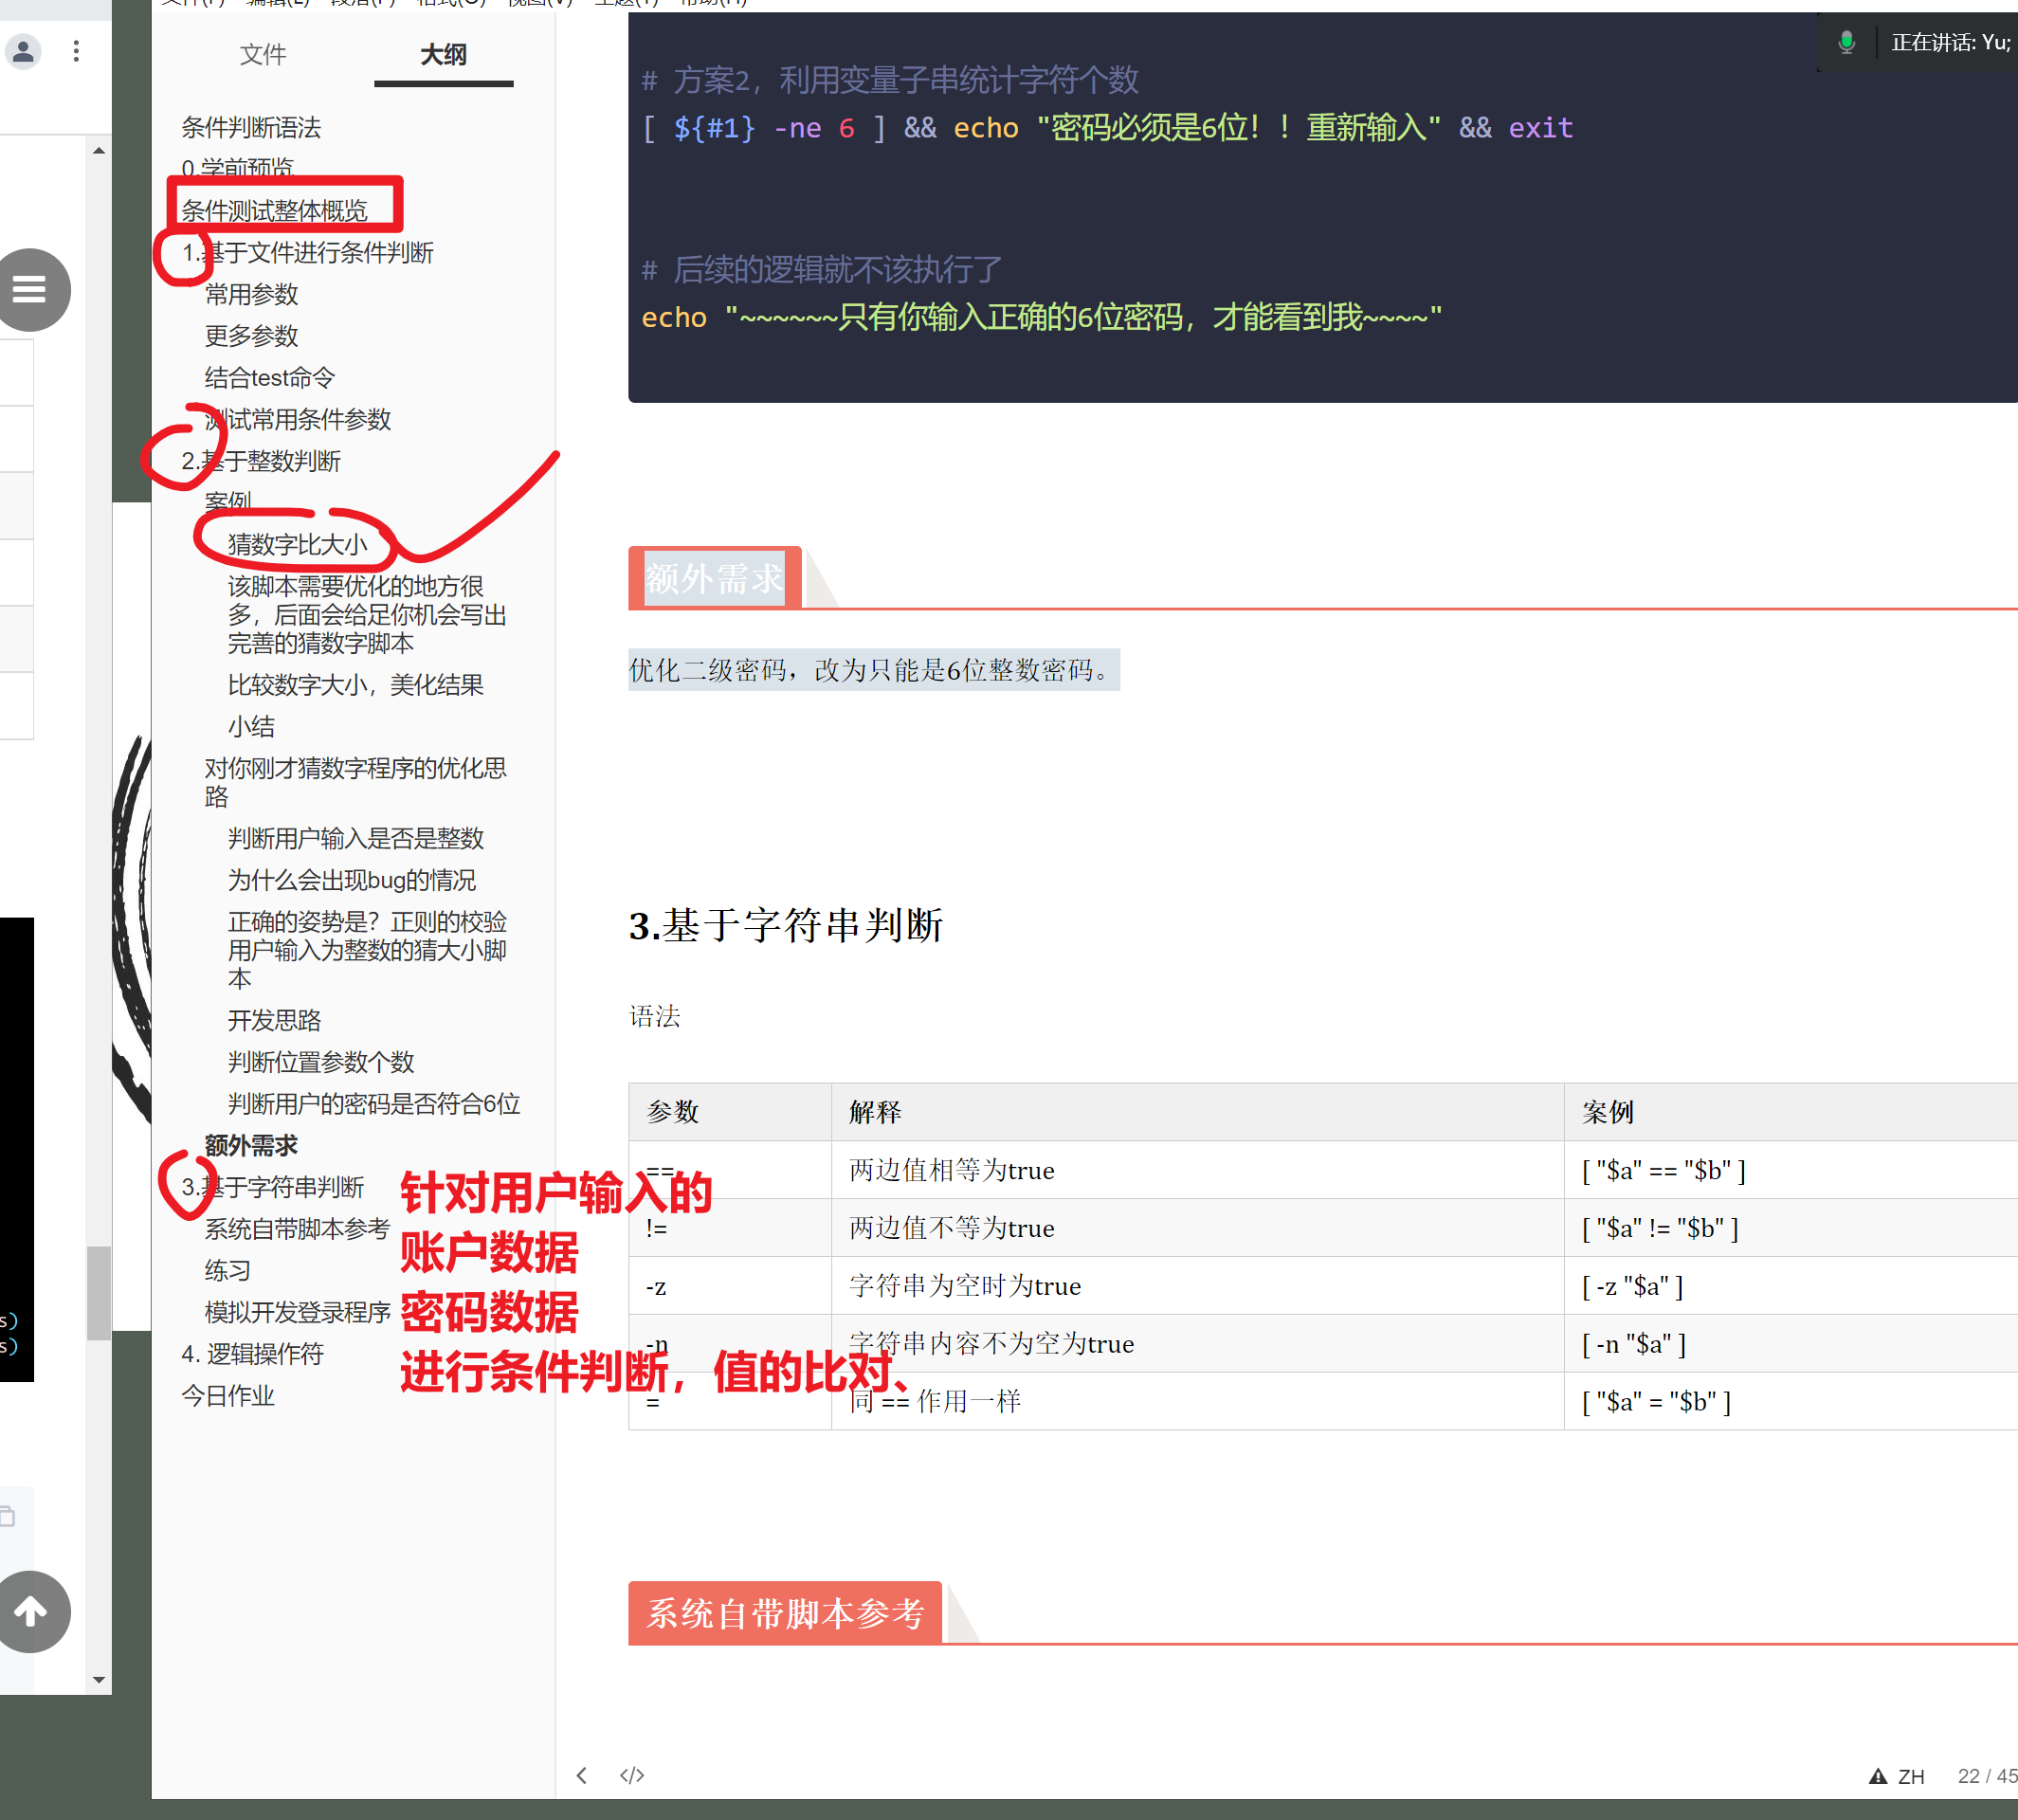 文件(F) 编辑(E) 段落(P) 格式(O) 视图(V) 主题(T) 帮助(H)
文件 大纲
正在讲话: Yu;
条件判断语法
0.学前预览
条件测试整体概览
1.基于文件进行条件判断
常用参数
更多参数
结合test命令
测试常用条件参数
2.基于整数判断
案例
猜数字比大小
该脚本需要优化的地方很
多，后面会给足你机会写出
完善的猜数字脚本
比较数字大小，美化结果
小结
对你刚才猜数字程序的优化思
路
判断用户输入是否是整数
为什么会出现bug的情况
正确的姿势是？正则的校验
用户输入为整数的猜大小脚
本
开发思路
判断位置参数个数
判断用户的密码是否符合6位
额外需求
3.基于字符串判断
系统自带脚本参考
练习
模拟开发登录程序
4. 逻辑操作符
今日作业
针对用户输入的
账户数据
密码数据
进行条件判断，值的比对、
# 方案2，利用变量子串统计字符个数
[ ${#1} -ne 6 ] && echo "密码必须是6位！！重新输入" && exit
# 后续的逻辑就不该执行了
echo "~~~~~~只有你输入正确的6位密码，才能看到我~~~~"
额外需求
优化二级密码，改为只能是6位整数密码。
3.基于字符串判断
语法
参数 解释 案例
== 两边值相等为true [ "$a" == "$b" ]
!= 两边值不等为true [ "$a" != "$b" ]
-z 字符串为空时为true [ -z "$a" ]
-n 字符串内容不为空为true [ -n "$a" ]
= 同 == 作用一样 [ "$a" = "$b" ]
系统自带脚本参考
s)
s)
</> ZH 22 / 45